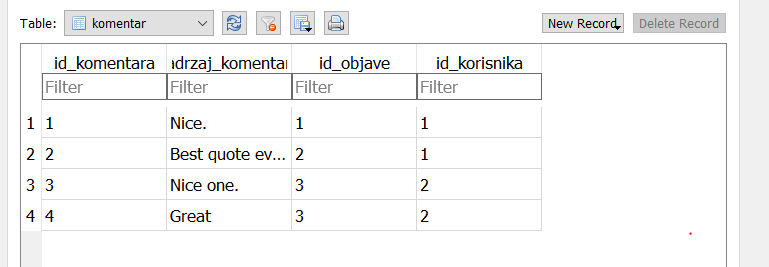 Table: komentar New Record Delete Record
id_komentara adrzaj_komentar id_objave id_korisnika
Filter Filter Filter Filter
1 1 Nice. 1 1
2 2 Best quote ev... 2 1
3 3 Nice one. 3 2
4 4 Great 3 2